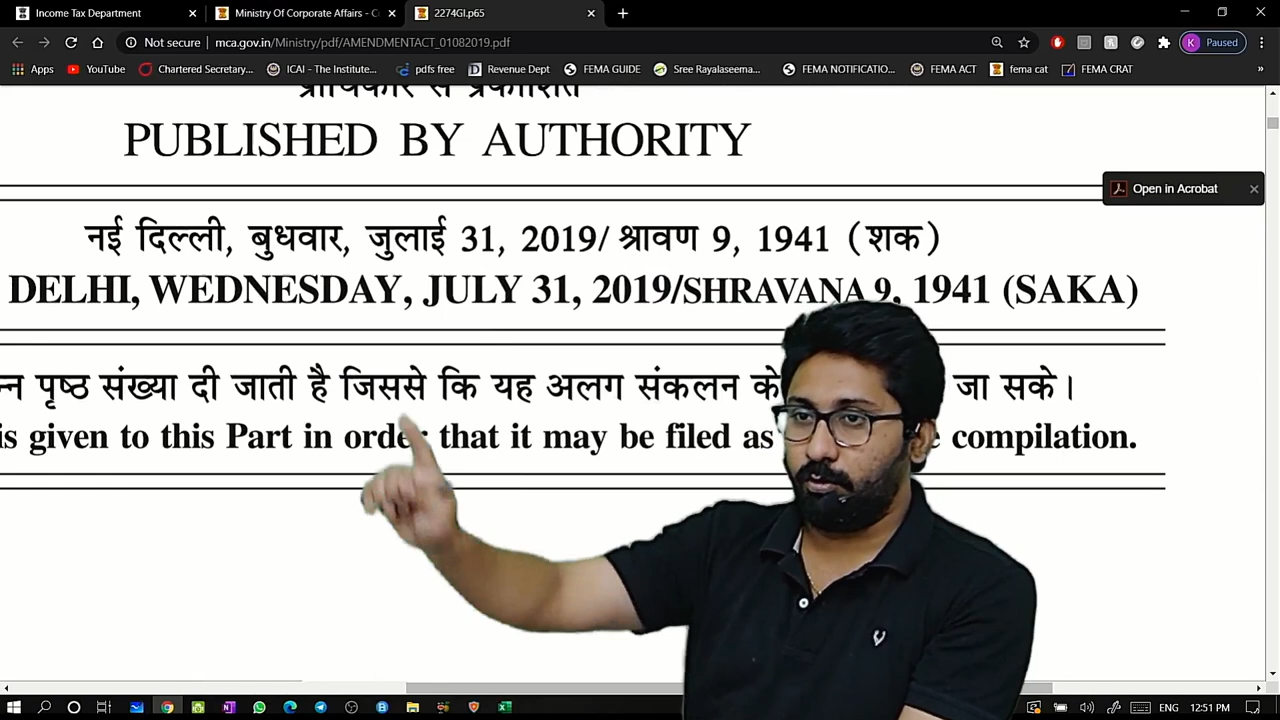 Income Tax Department
Ministry Of Corporate Affairs - C
2274GI.p65
Not secure
mca.gov.in/Ministry/pdf/AMENDMENTACT_01082019.pdf
K Paused
Apps
YouTube
Chartered Secretary...
ICAI - The Institute...
pdfs free
Revenue Dept
FEMA GUIDE
Sree Rayalaseema...
FEMA NOTIFICATIO...
FEMA ACT
fema cat
FEMA CRAT
»
प्राधिकार से प्रकाशित
PUBLISHED BY AUTHORITY
Open in Acrobat
नई दिल्ली, बुधवार, जुलाई 31, 2019/ श्रावण 9, 1941 (शक)
DELHI, WEDNESDAY, JULY 31, 2019/SHRAVANA 9, 1941 (SAKA)
पृष्ठ संख्या दी जाती है जिससे कि यह अलग संकलन के जा सके।
is given to this Part in order that it may be filed as compilation.
ENG 12:51 PM